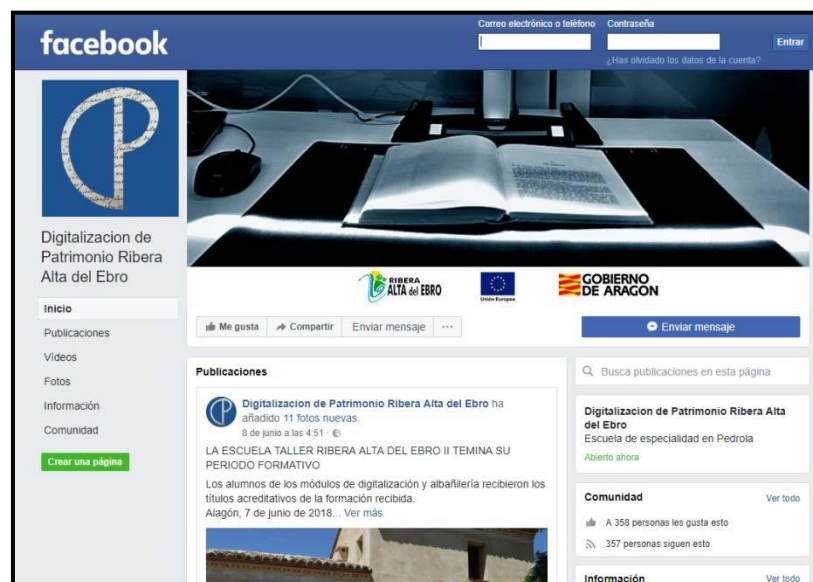 facebook
Correo electrónico o teléfono
Contraseña
Entrar
¿Has olvidado los datos de la cuenta?
Digitalizacion de
Patrimonio Ribera
Alta del Ebro
Inicio
Publicaciones
Vídeos
Fotos
Información
Comunidad
Crear una página
RIBERA
ALTA del EBRO
Unión Europea
GOBIERNO
DE ARAGON
Me gusta
Compartir
Enviar mensaje
Enviar mensaje
Publicaciones
Digitalizacion de Patrimonio Ribera Alta del Ebro ha
añadido 11 fotos nuevas.
8 de junio a las 4:51 ·
LA ESCUELA TALLER RIBERA ALTA DEL EBRO II TEMINA SU
PERIODO FORMATIVO
Los alumnos de los módulos de digitalización y albañilería recibieron los
títulos acreditativos de la formación recibida.
Alagón, 7 de junio de 2018... Ver más
Busca publicaciones en esta página
Digitalizacion de Patrimonio Ribera Alta
del Ebro
Escuela de especialidad en Pedrola
Abierto ahora
Comunidad
Ver todo
A 358 personas les gusta esto
357 personas siguen esto
Información
Ver todo